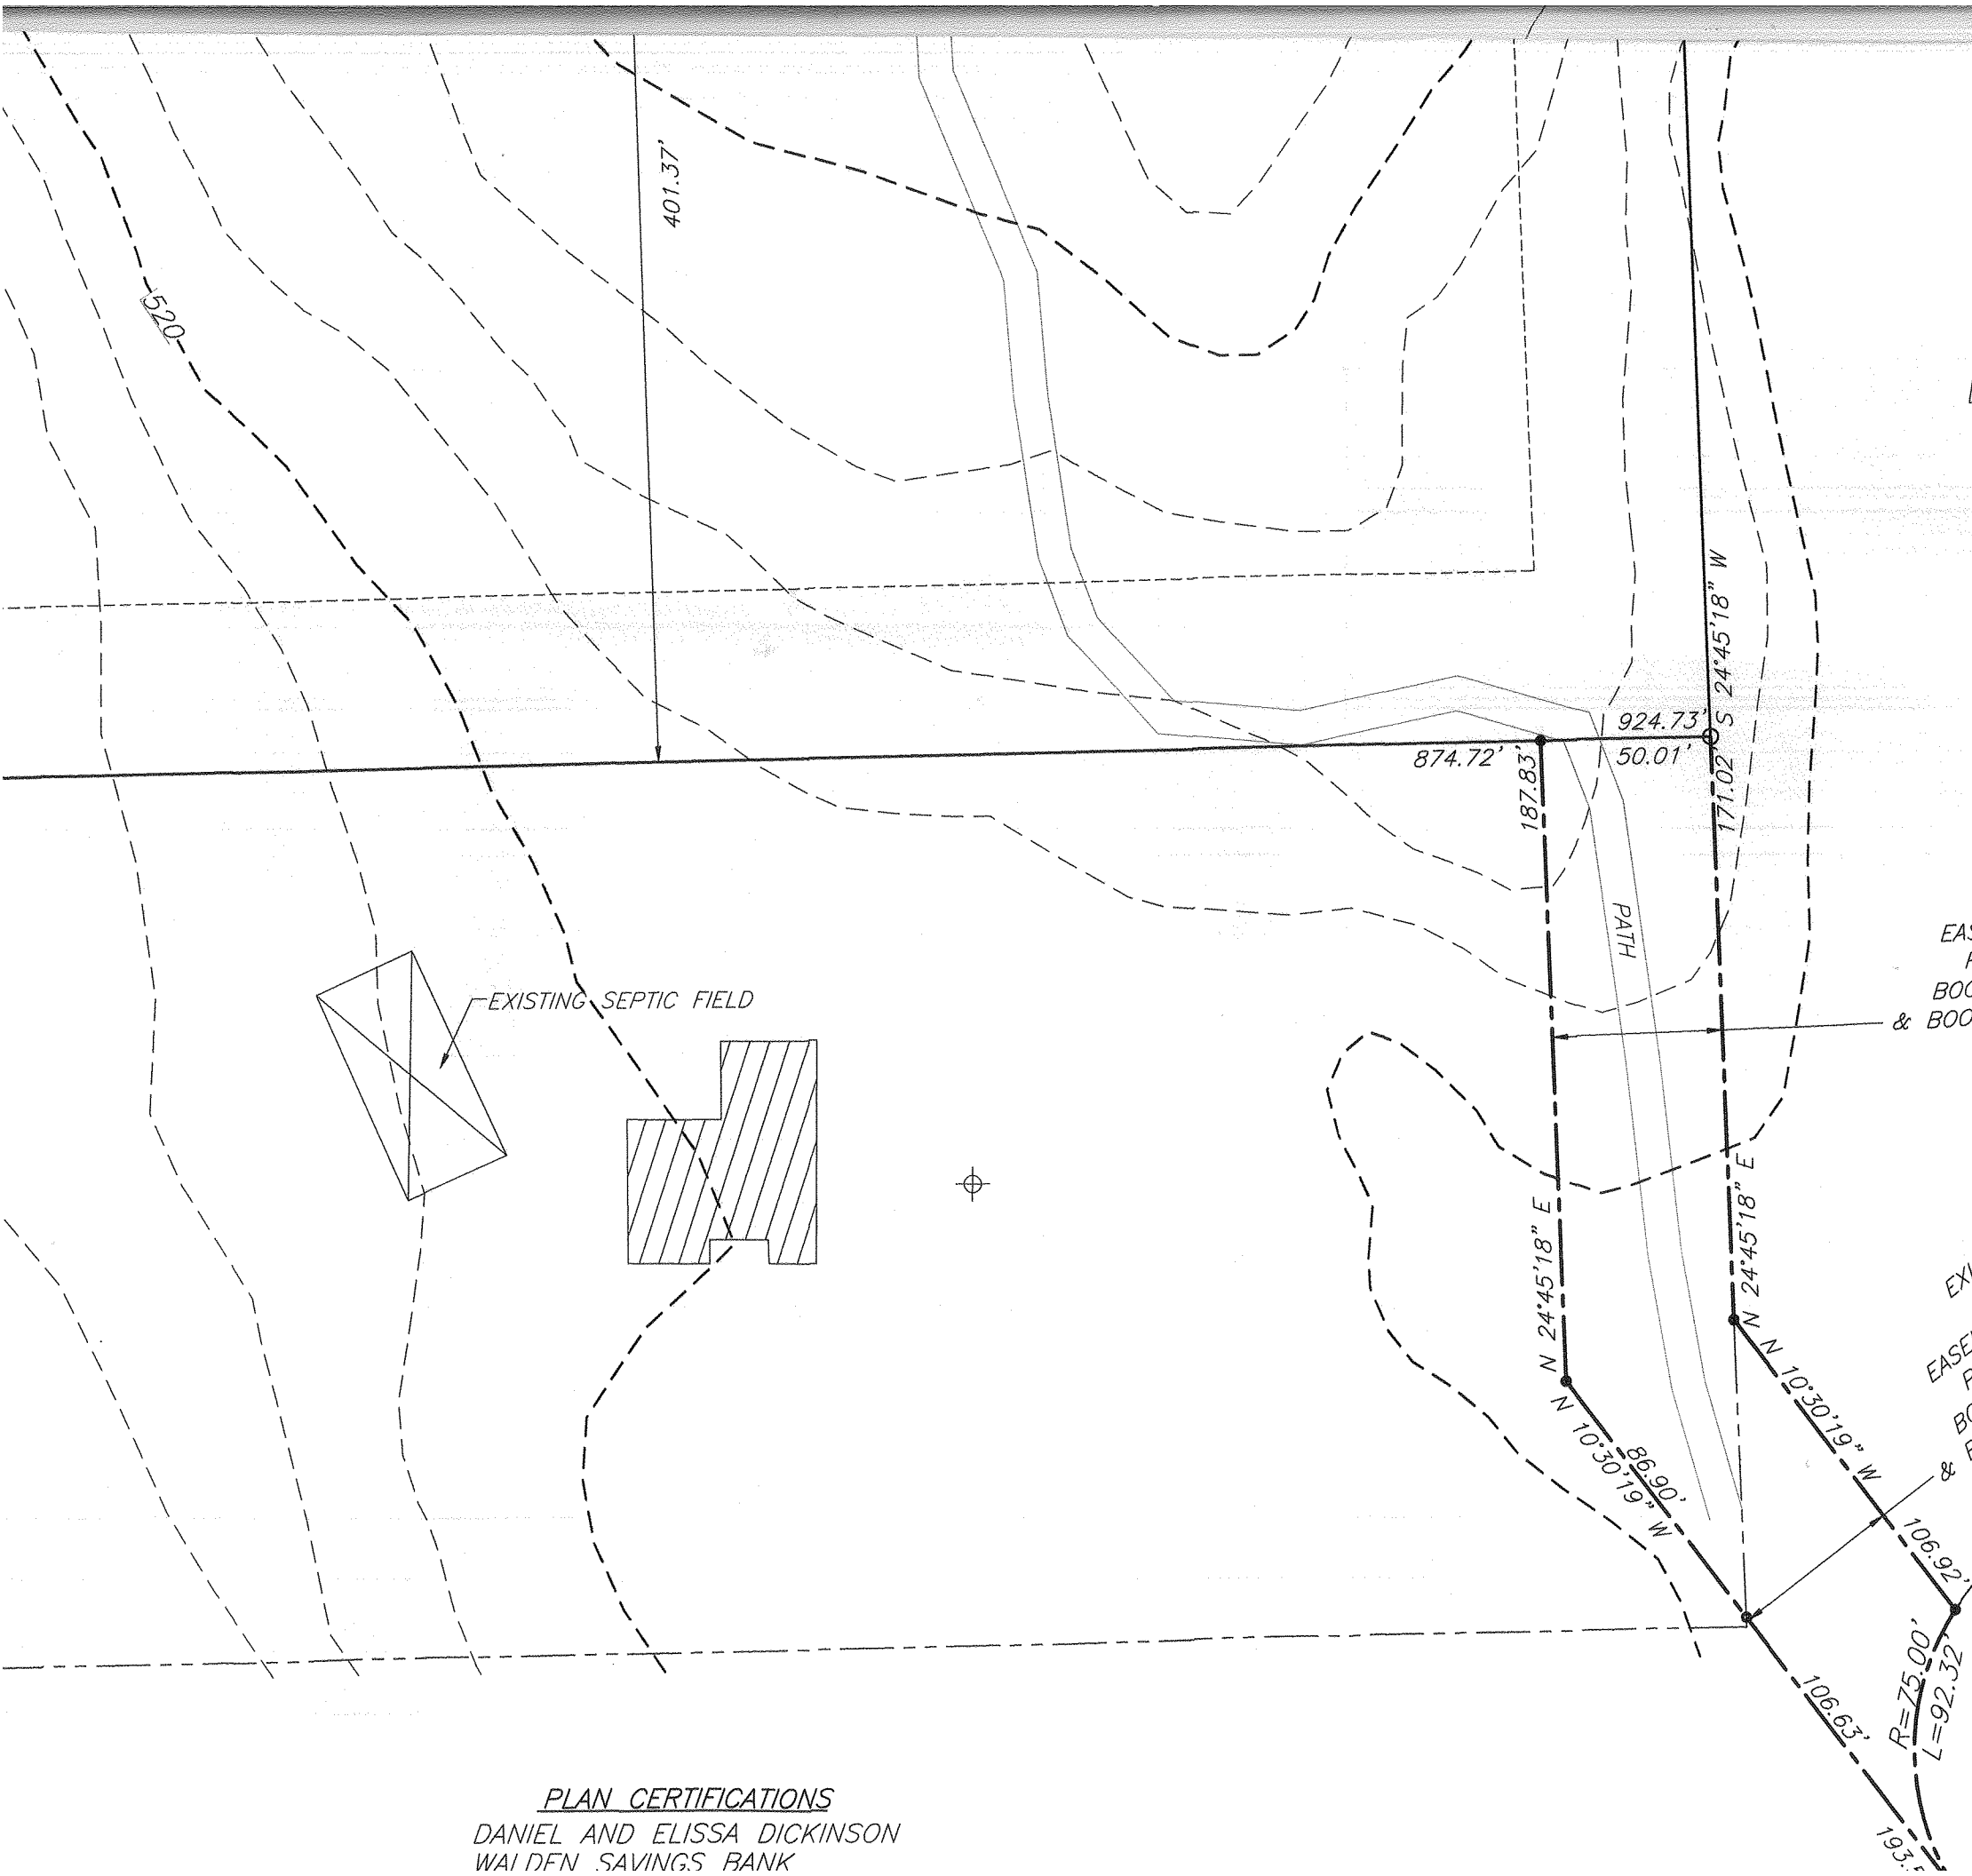 401.37'
520
S 24°45'18" W
924.73'
874.72'
50.01'
187.83'
171.02'
PATH
EXISTING SEPTIC FIELD
& BOO
N 24°45'18" E
N 24°45'18" E
N 10°30'19" W
86.90'
N 10°30'19" W
106.92'
106.63'
R=75.00'
L=92.32'
PLAN CERTIFICATIONS
DANIEL AND ELISSA DICKINSON
WALDEN SAVINGS BANK